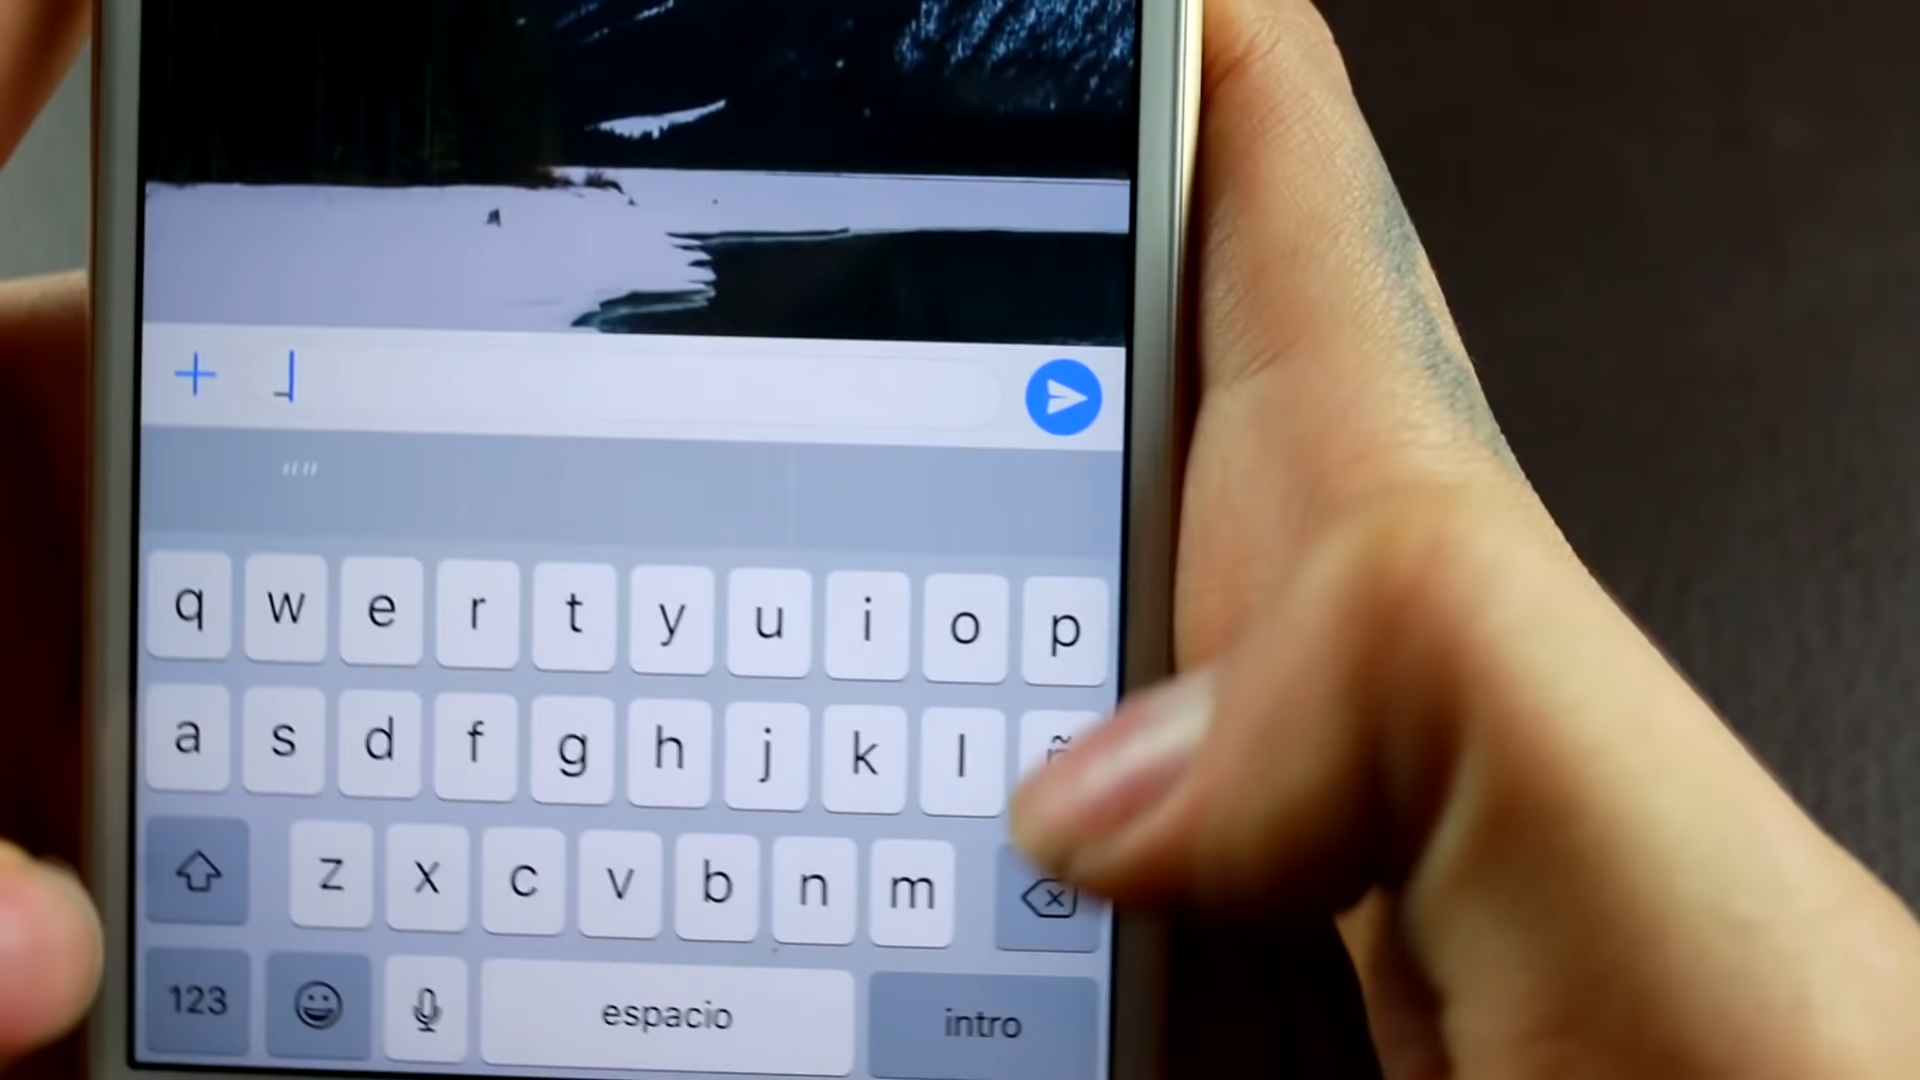 _
""
q w e r t y u i o p
a s d f g h j k l ñ
z x c v b n m
123 espacio intro